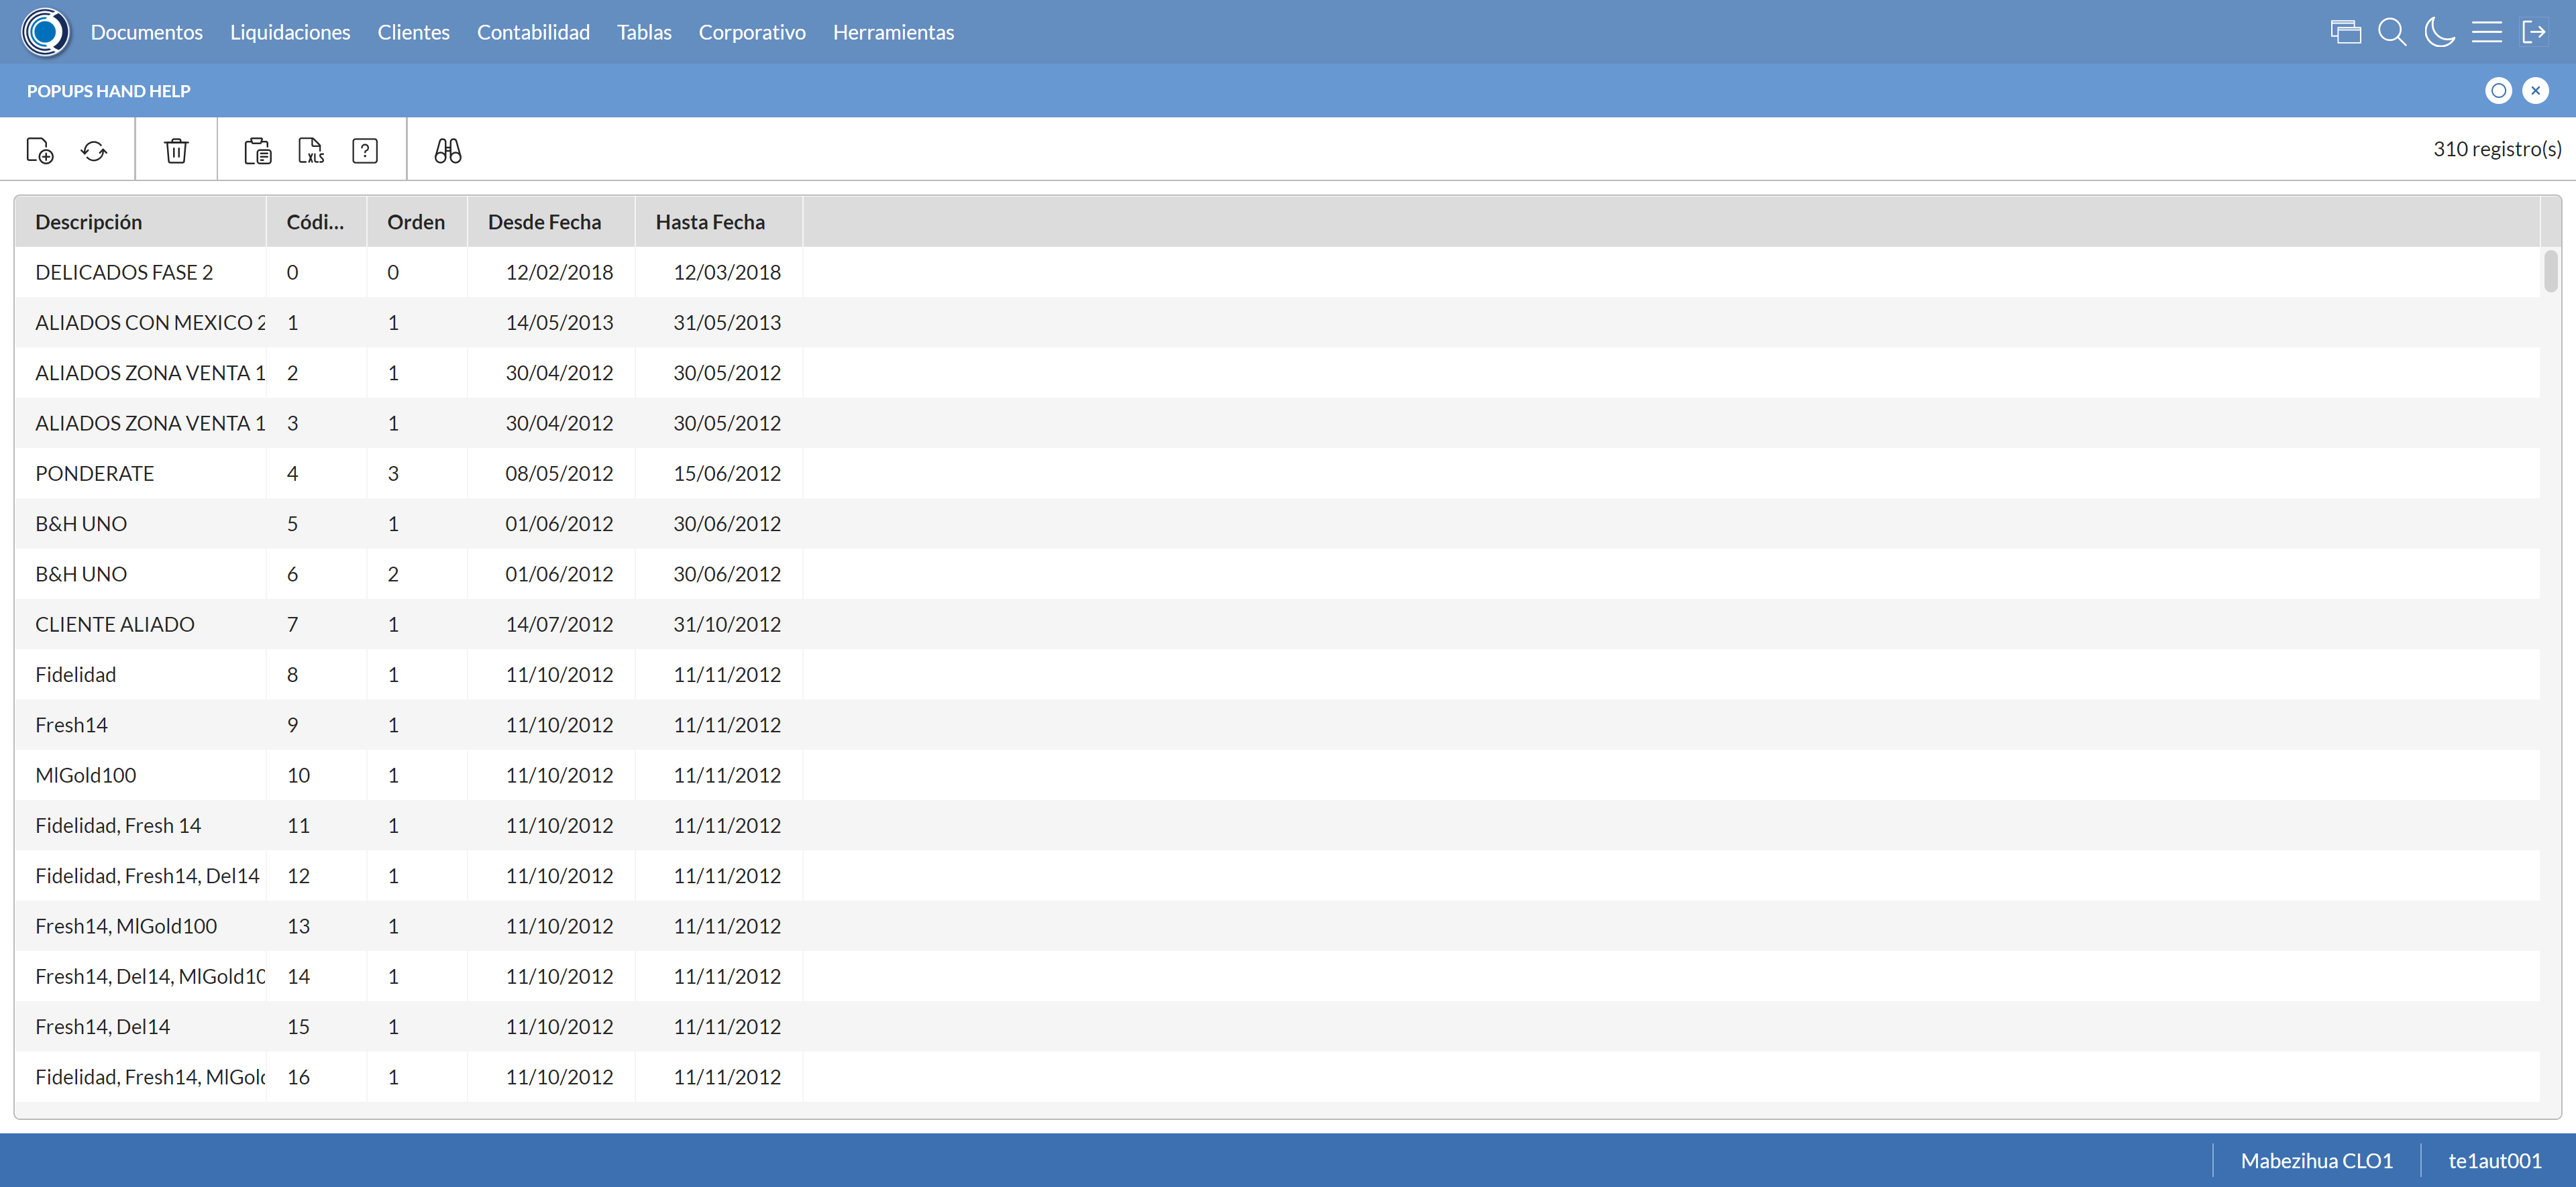 Documentos Liquidaciones Clientes Contabilidad Tablas Corporativo Herramientas
POPUPS HAND HELP
XLS ? 310 registro(s)
Descripción Códi... Orden Desde Fecha Hasta Fecha
DELICADOS FASE 2 0 0 12/02/2018 12/03/2018
ALIADOS CON MEXICO 2 1 1 14/05/2013 31/05/2013
ALIADOS ZONA VENTA 1 2 1 30/04/2012 30/05/2012
ALIADOS ZONA VENTA 1 3 1 30/04/2012 30/05/2012
PONDERATE 4 3 08/05/2012 15/06/2012
B&H UNO 5 1 01/06/2012 30/06/2012
B&H UNO 6 2 01/06/2012 30/06/2012
CLIENTE ALIADO 7 1 14/07/2012 31/10/2012
Fidelidad 8 1 11/10/2012 11/11/2012
Fresh14 9 1 11/10/2012 11/11/2012
MlGold100 10 1 11/10/2012 11/11/2012
Fidelidad, Fresh 14 11 1 11/10/2012 11/11/2012
Fidelidad, Fresh14, Del14 12 1 11/10/2012 11/11/2012
Fresh14, MlGold100 13 1 11/10/2012 11/11/2012
Fresh14, Del14, MlGold10 14 1 11/10/2012 11/11/2012
Fresh14, Del14 15 1 11/10/2012 11/11/2012
Fidelidad, Fresh14, MlGold 16 1 11/10/2012 11/11/2012
Mabezihua CLO1 te1aut001